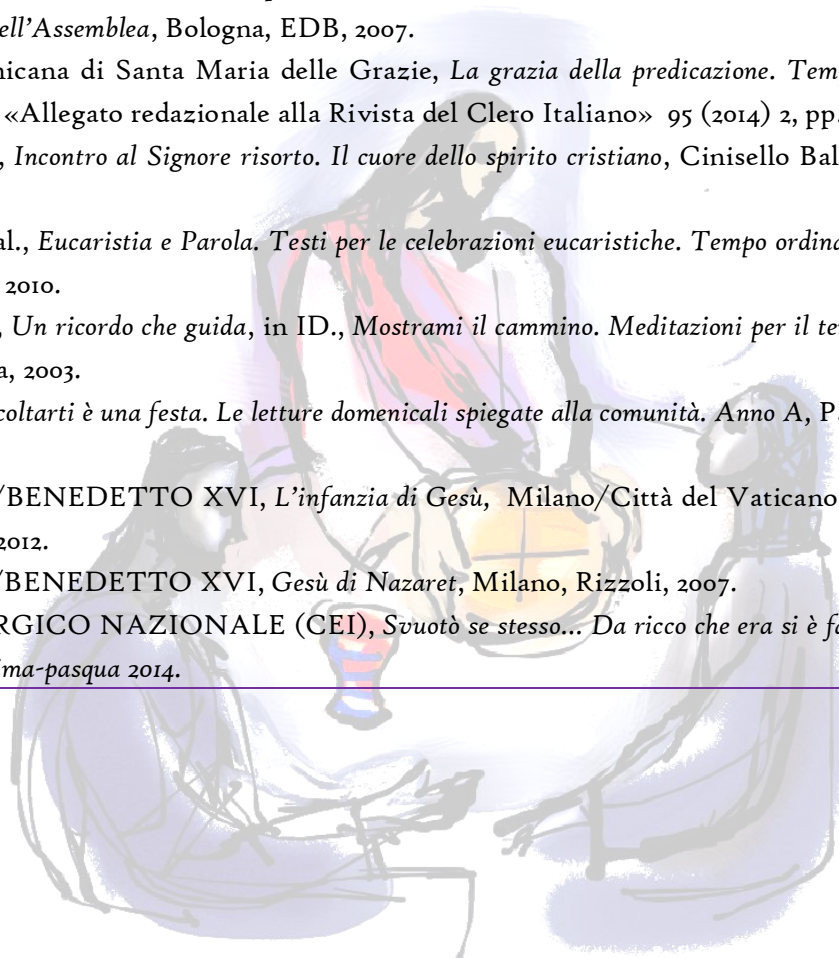 ell’Assemblea, Bologna, EDB, 2007.
nicana di Santa Maria delle Grazie, La grazia della predicazione. Tem
«Allegato redazionale alla Rivista del Clero Italiano» 95 (2014) 2, pp.
, Incontro al Signore risorto. Il cuore dello spirito cristiano, Cinisello Bal
al., Eucaristia e Parola. Testi per le celebrazioni eucaristiche. Tempo ordina
2010.
, Un ricordo che guida, in ID., Mostrami il cammino. Meditazioni per il te
a, 2003.
coltarti è una festa. Le letture domenicali spiegate alla comunità. Anno A, P
/BENEDETTO XVI, L’infanzia di Gesù, Milano/Città del Vaticano
2012.
/BENEDETTO XVI, Gesù di Nazaret, Milano, Rizzoli, 2007.
RGICO NAZIONALE (CEI), Svuotò se stesso... Da ricco che era si è fa
ma-pasqua 2014.